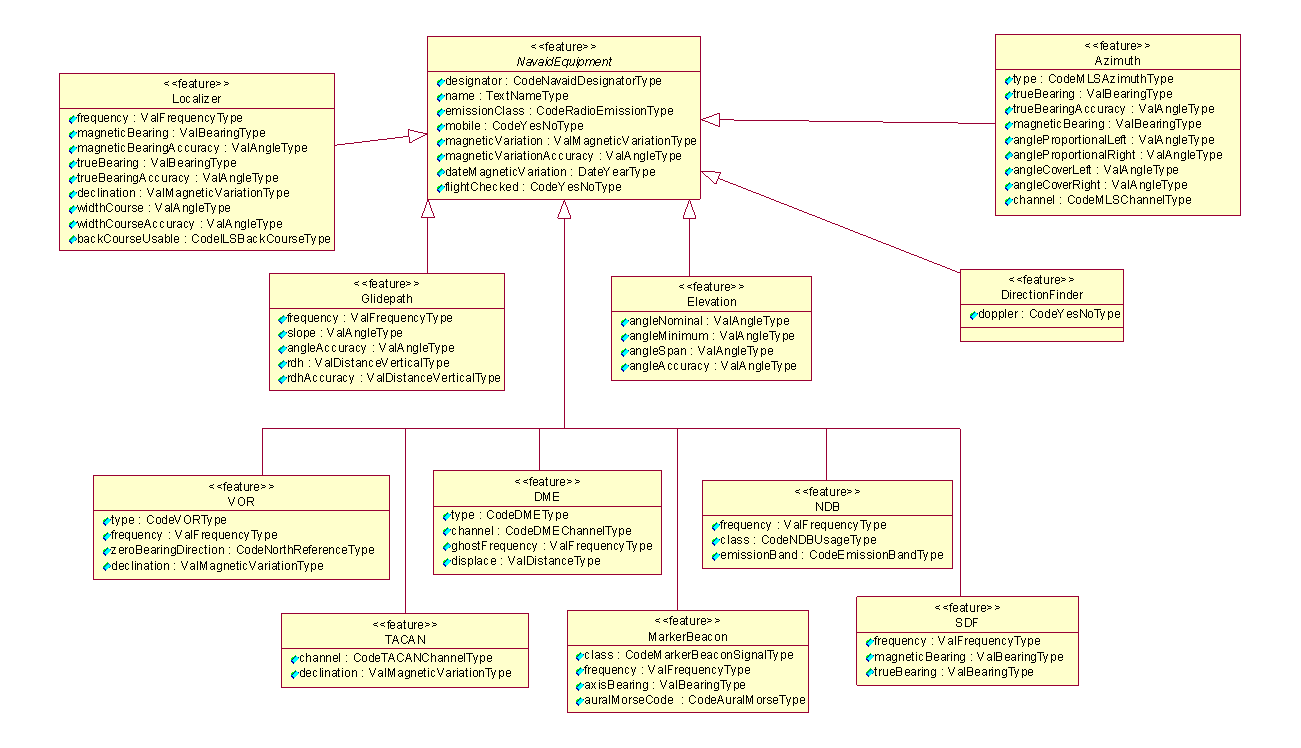 <<feature>>
NavaidEquipment
designator : CodeNavaidDesignatorType
name : TextNameType
emissionClass : CodeRadioEmissionType
mobile : CodeYesNoType
magneticVariation : ValMagneticVariationType
magneticVariationAccuracy : ValAngleType
dateMagneticVariation : DateYearType
flightChecked : CodeYesNoType
<<feature>>
Azimuth
type : CodeMLSAzimuthType
trueBearing : ValBearingType
trueBearingAccuracy : ValAngleType
magneticBearing : ValBearingType
angleProportionalLeft : ValAngleType
angleProportionalRight : ValAngleType
angleCoverLeft : ValAngleType
angleCoverRight : ValAngleType
channel : CodeMLSChannelType
<<feature>>
Localizer
frequency : ValFrequencyType
magneticBearing : ValBearingType
magneticBearingAccuracy : ValAngleType
trueBearing : ValBearingType
trueBearingAccuracy : ValAngleType
declination : ValMagneticVariationType
widthCourse : ValAngleType
widthCourseAccuracy : ValAngleType
backCourseUsable : CodeILSBackCourseType
<<feature>>
Glidepath
frequency : ValFrequencyType
slope : ValAngleType
angleAccuracy : ValAngleType
rdh : ValDistanceVerticalType
rdhAccuracy : ValDistanceVerticalType
<<feature>>
Elevation
angleNominal : ValAngleType
angleMinimum : ValAngleType
angleSpan : ValAngleType
angleAccuracy : ValAngleType
<<feature>>
DirectionFinder
doppler : CodeYesNoType
<<feature>>
VOR
type : CodeVORType
frequency : ValFrequencyType
zeroBearingDirection : CodeNorthReferenceType
declination : ValMagneticVariationType
<<feature>>
DME
type : CodeDMEType
channel : CodeDMEChannelType
ghostFrequency : ValFrequencyType
displace : ValDistanceType
<<feature>>
NDB
frequency : ValFrequencyType
class : CodeNDBUsageType
emissionBand : CodeEmissionBandType
<<feature>>
TACAN
channel : CodeTACANChannelType
declination : ValMagneticVariationType
<<feature>>
MarkerBeacon
class : CodeMarkerBeaconSignalType
frequency : ValFrequencyType
axisBearing : ValBearingType
auralMorseCode : CodeAuralMorseType
<<feature>>
SDF
frequency : ValFrequencyType
magneticBearing : ValBearingType
trueBearing : ValBearingType